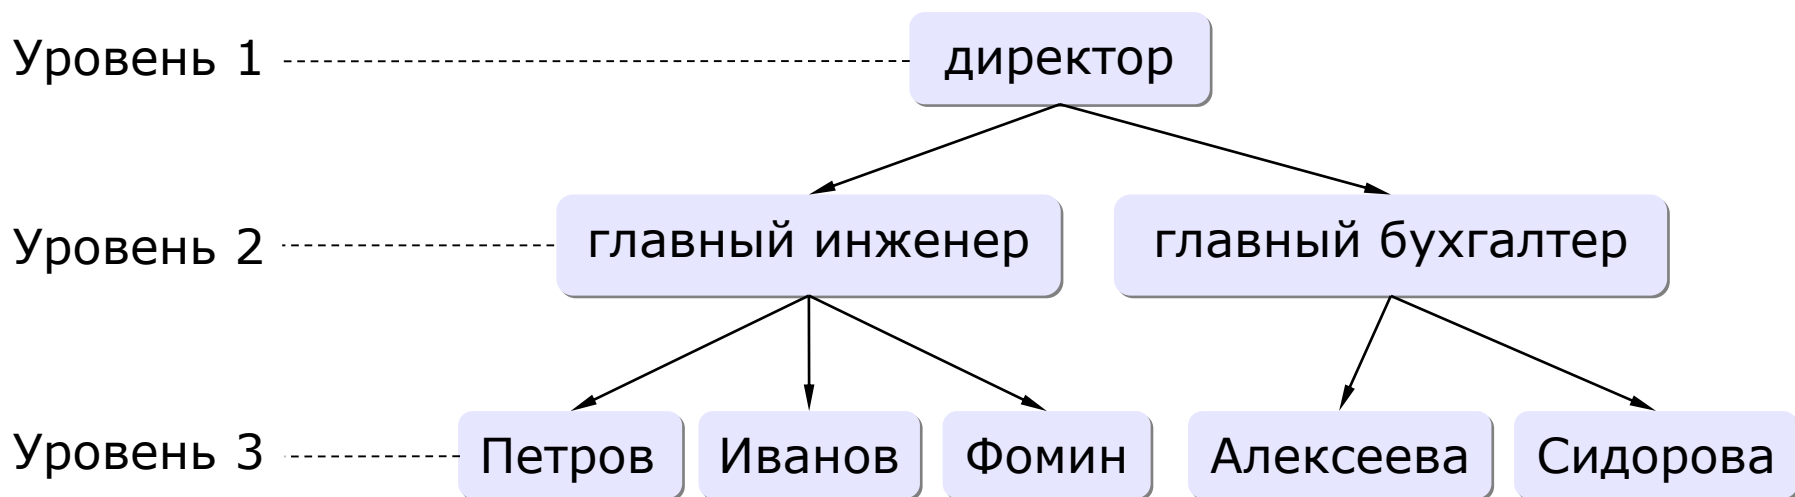 Уровень 1
директор
Уровень 2
главный инженер
главный бухгалтер
Уровень 3
Петров
Иванов
Фомин
Алексеева
Сидорова